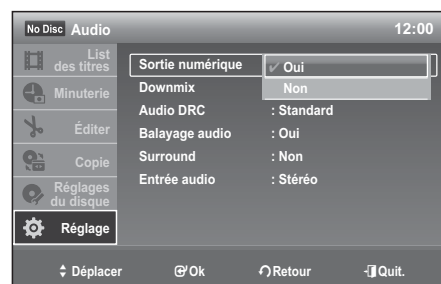 No Disc Audio 12:00
List
des titres
Minuterie
Éditer
Copie
Réglages
du disque
Réglage
Sortie numérique
✓ Oui
Downmix
Non
Audio DRC : Standard
Balayage audio : Oui
Surround : Non
Entrée audio : Stéréo
Déplacer Ok Retour Quit.